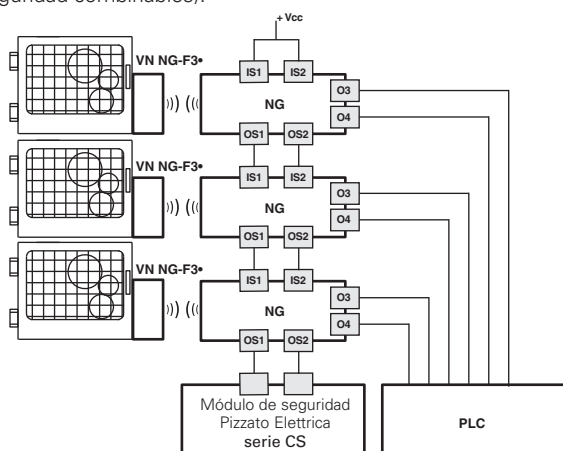 guridad combinables).
+ Vcc
VN NG-F3•
IS1 IS2
NG
O3
O4
OS1 OS2
VN NG-F3•
IS1 IS2
NG
O3
O4
OS1 OS2
VN NG-F3•
IS1 IS2
NG
O3
O4
OS1 OS2
Módulo de seguridad
Pizzato Elettrica
serie CS
PLC